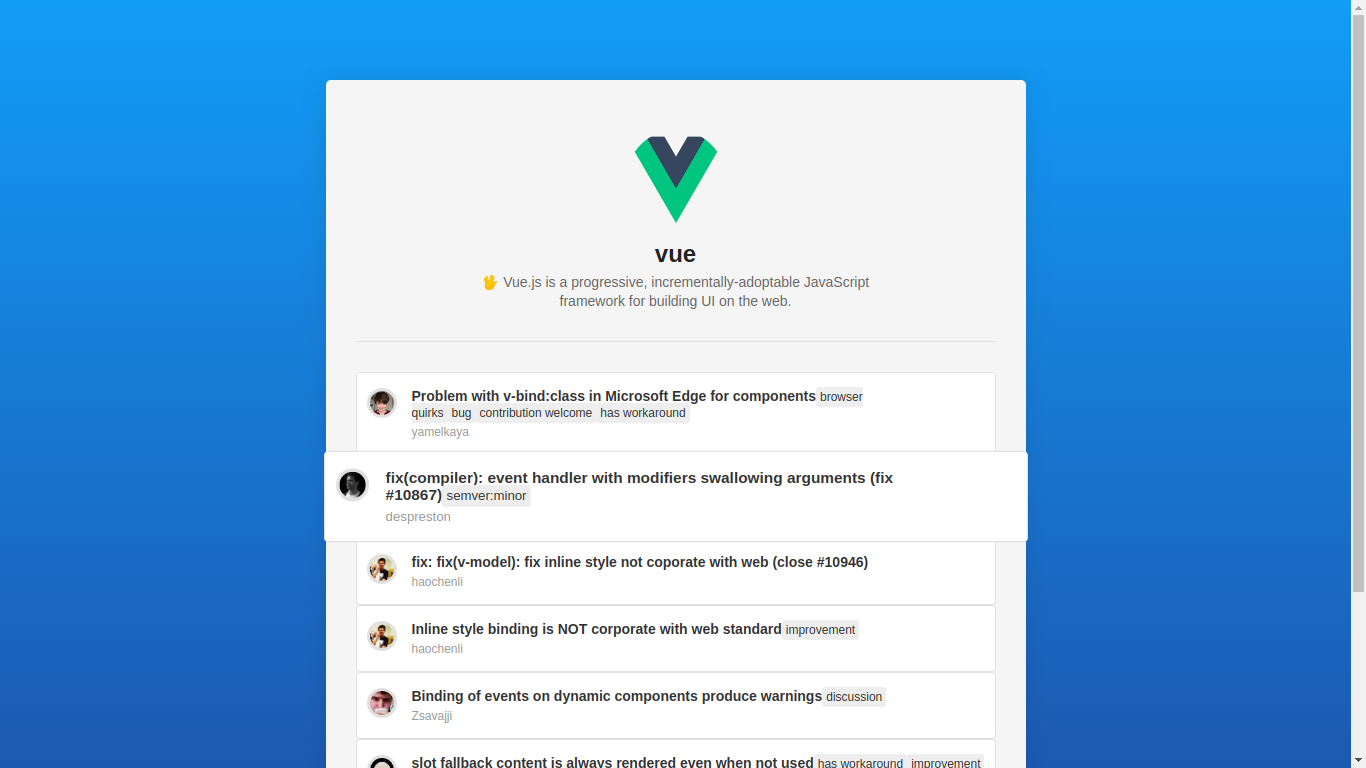 vue
🖖 Vue.js is a progressive, incrementally-adoptable JavaScript
framework for building UI on the web.
Problem with v-bind:class in Microsoft Edge for components browser
quirks bug contribution welcome has workaround
yamelkaya
fix(compiler): event handler with modifiers swallowing arguments (fix
#10867) semver:minor
despreston
fix: fix(v-model): fix inline style not coporate with web (close #10946)
haochenli
Inline style binding is NOT corporate with web standard improvement
haochenli
Binding of events on dynamic components produce warnings discussion
Zsavajji
slot fallback content is always rendered even when not used has workaround improvement